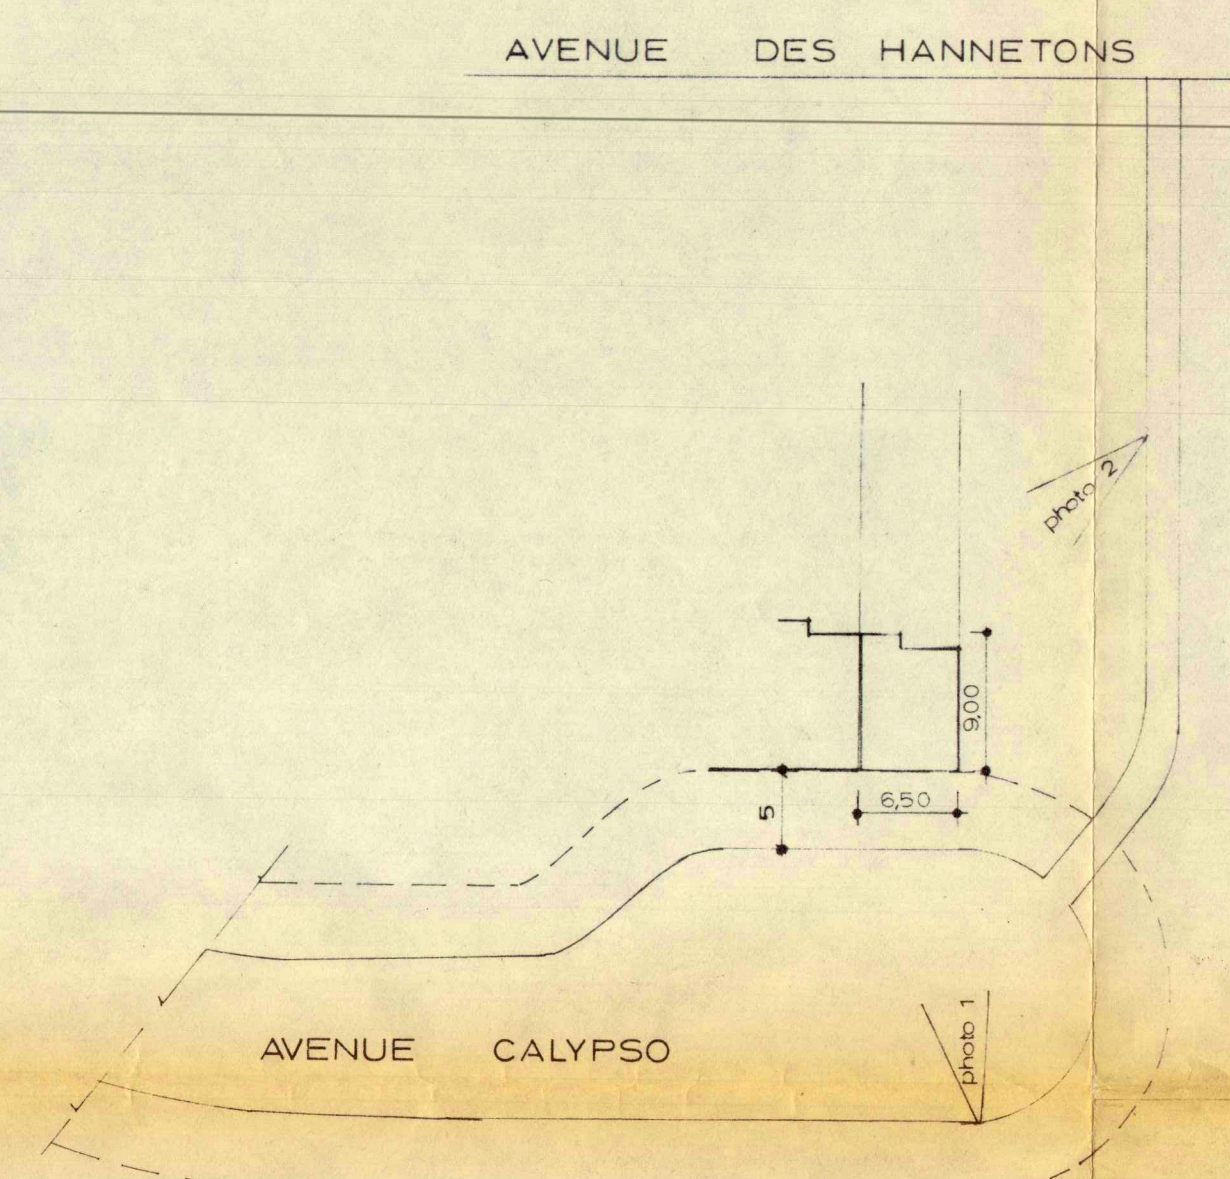 AVENUE DES HANNETONS
photo 2
9,00
6,50
5
photo 1
AVENUE CALYPSO